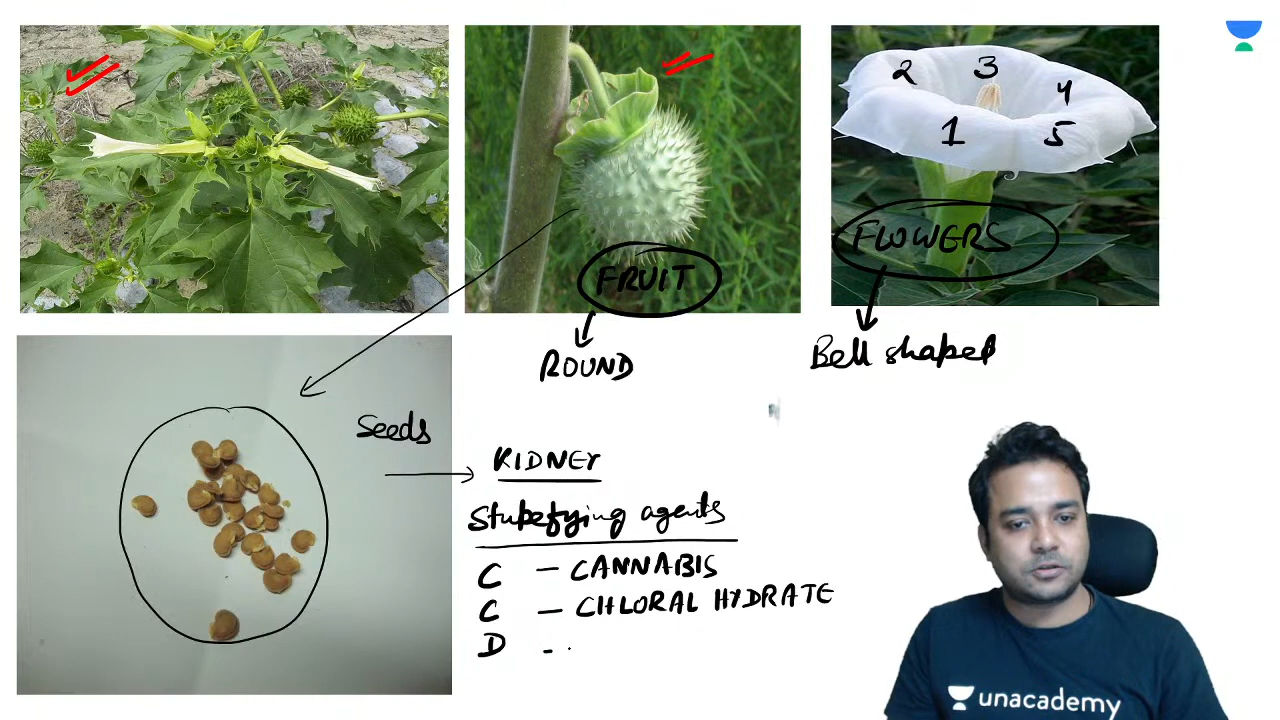 2 3 4
1 5
FLOWERS
FRUIT
ROUND
Bell shaped
Seeds
KIDNEY
Stupefying agents
C - CANNABIS
C - CHLORAL HYDRATE
D -
unacademy